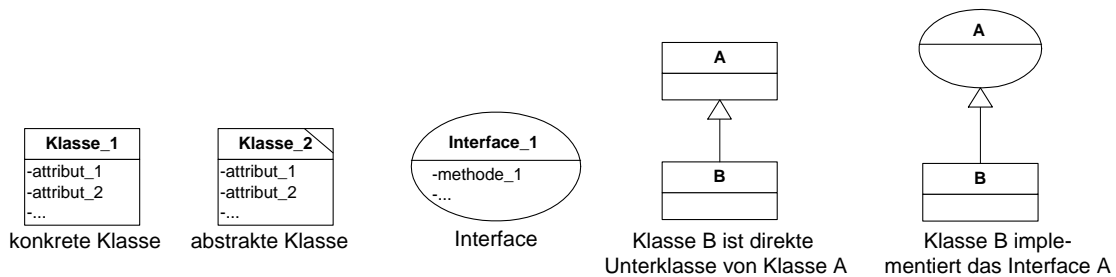 Klasse_1
-attribut_1
-attribut_2
-...
konkrete Klasse
Klasse_2
-attribut_1
-attribut_2
-...
abstrakte Klasse
Interface_1
-methode_1
-...
Interface
A
B
Klasse B ist direkte
Unterklasse von Klasse A
A
B
Klasse B imple-
mentiert das Interface A